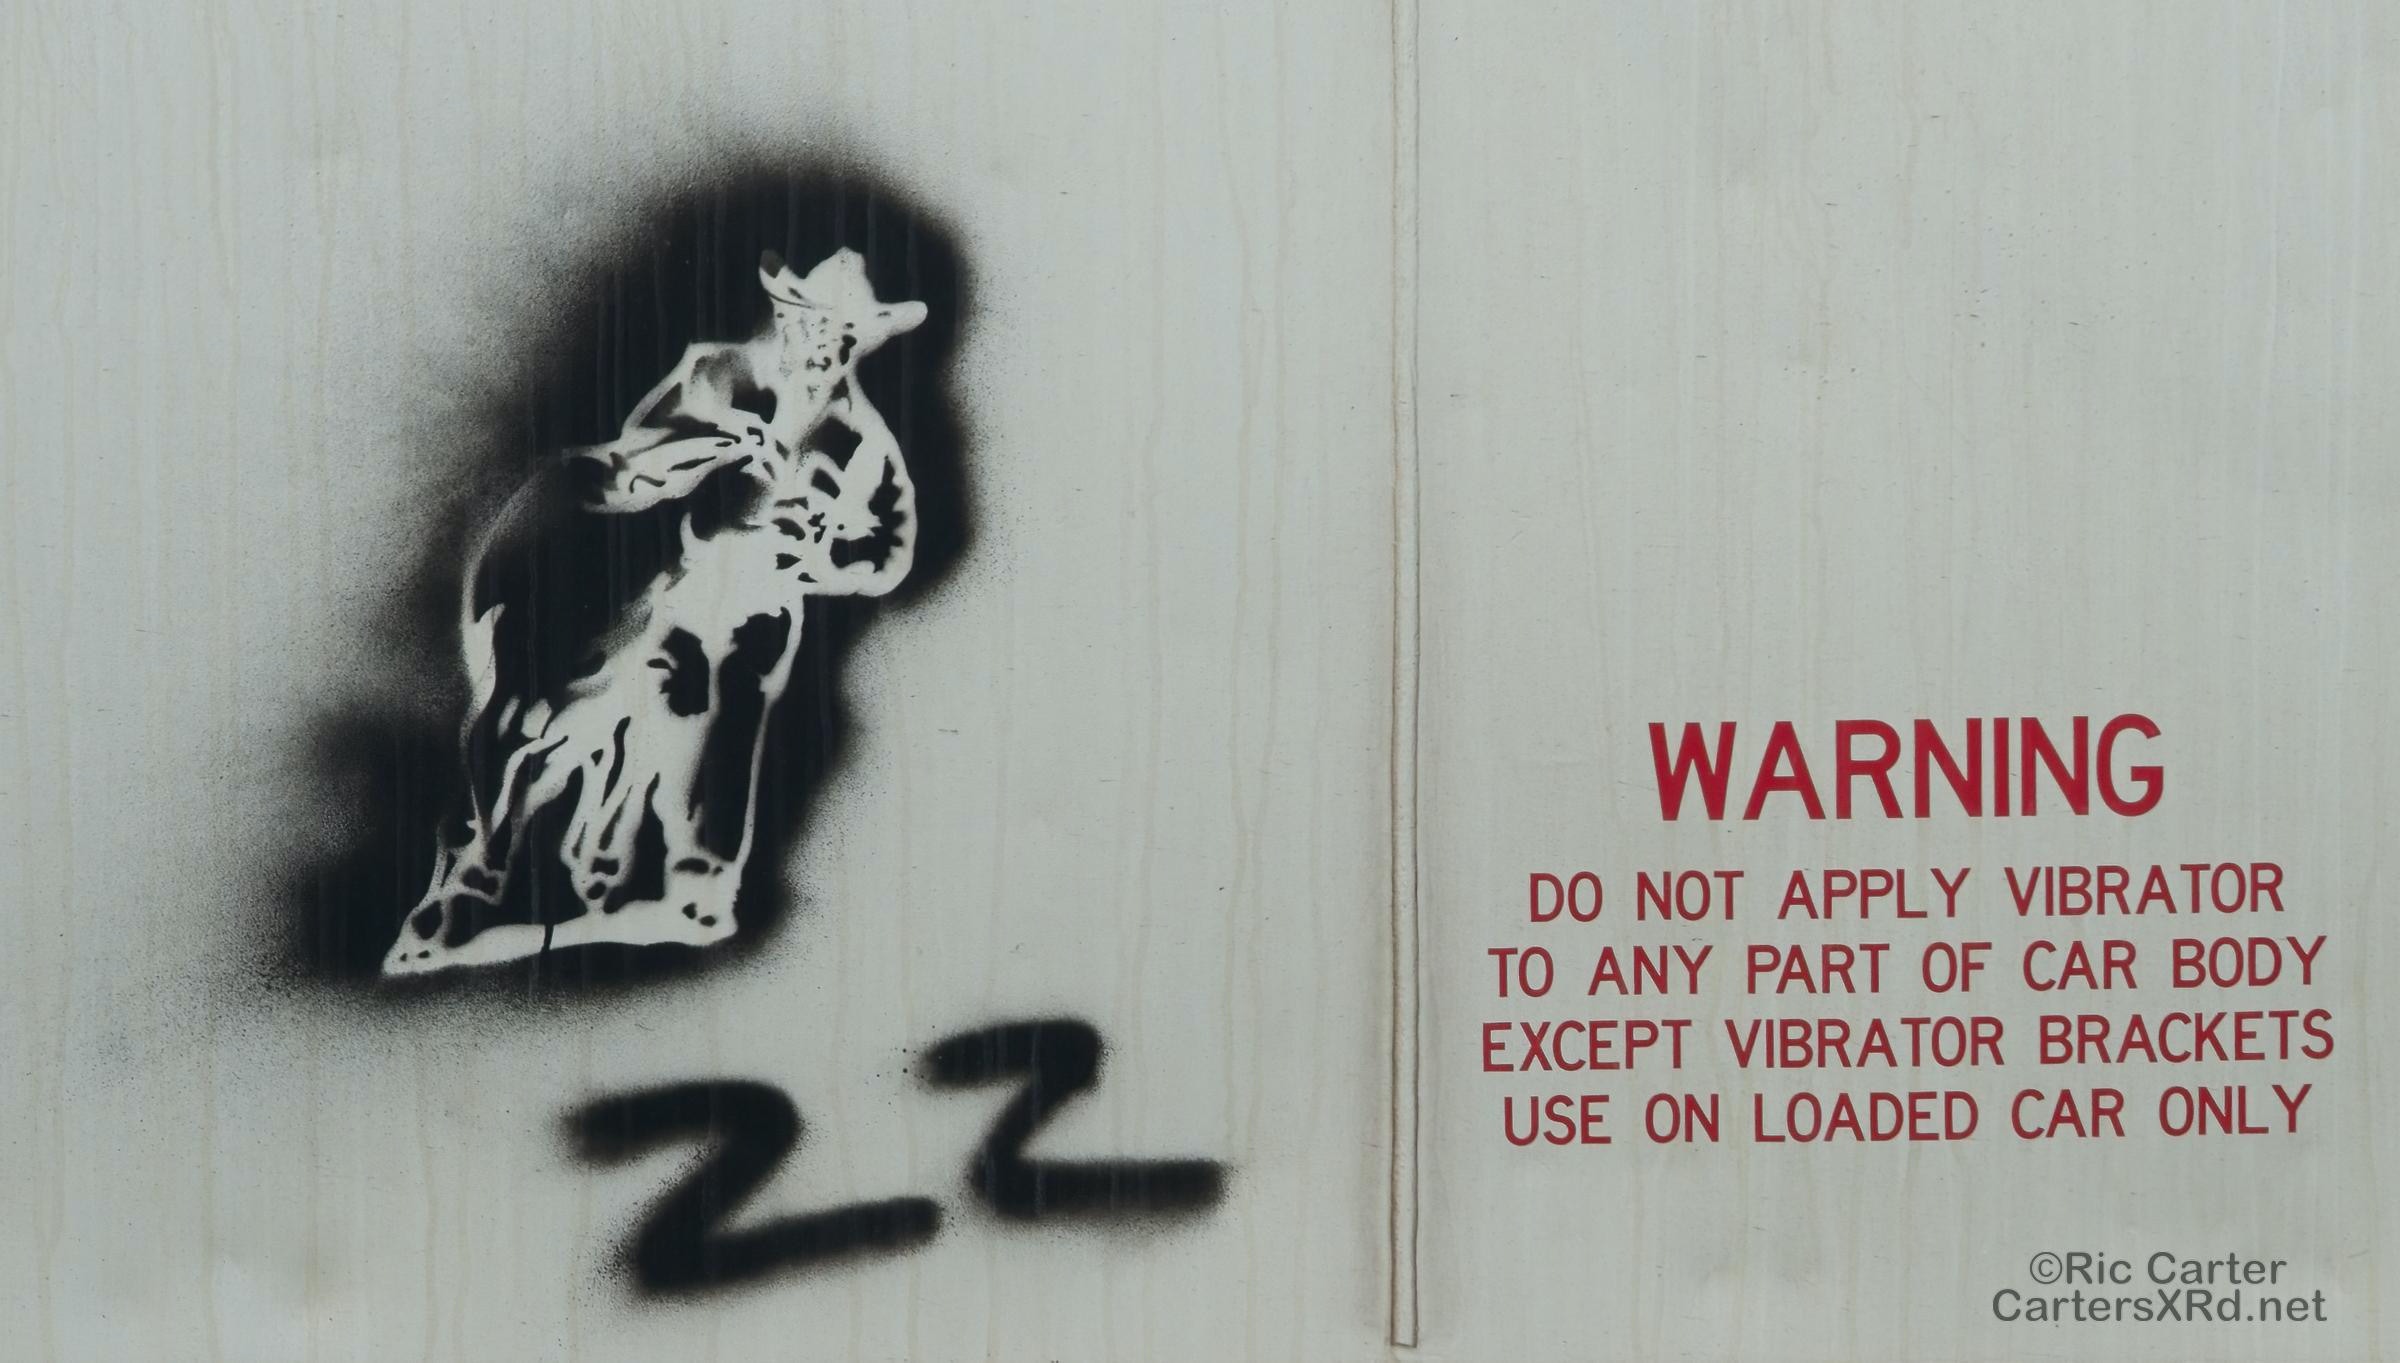 22
WARNING
DO NOT APPLY VIBRATOR
TO ANY PART OF CAR BODY
EXCEPT VIBRATOR BRACKETS
USE ON LOADED CAR ONLY
©Ric Carter
CartersXRd.net